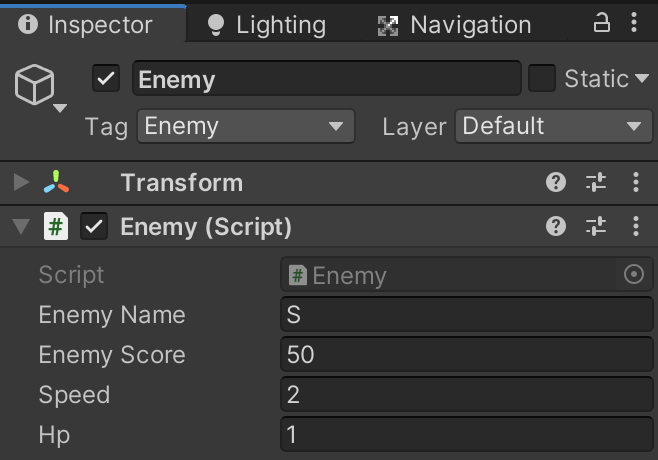 Inspector Lighting Navigation
Enemy Static
Tag Enemy Layer Default
Transform
# Enemy (Script)
Script # Enemy
Enemy Name S
Enemy Score 50
Speed 2
Hp 1